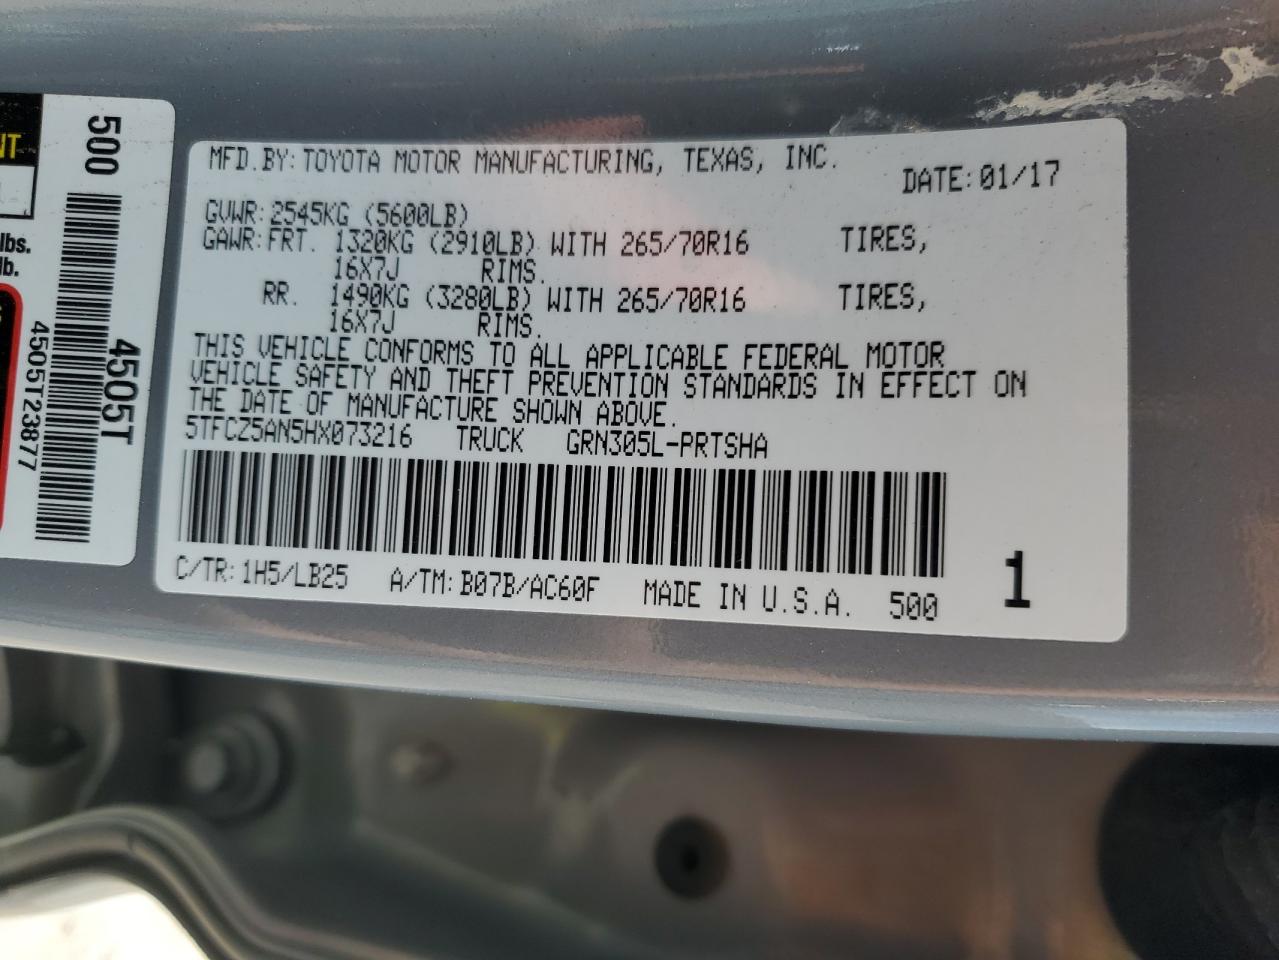 MFD.BY: TOYOTA MOTOR MANUFACTURING, TEXAS, INC.
DATE: 01/17
GVWR: 2545KG (5600LB)
GAWR: FRT. 1320KG (2910LB) WITH 265/70R16 TIRES,
16X7J RIMS.
RR. 1490KG (3280LB) WITH 265/70R16 TIRES,
16X7J RIMS.
THIS VEHICLE CONFORMS TO ALL APPLICABLE FEDERAL MOTOR
VEHICLE SAFETY AND THEFT PREVENTION STANDARDS IN EFFECT ON
THE DATE OF MANUFACTURE SHOWN ABOVE.
5TFCZ5AN5HX073216 TRUCK GRN305L-PRTSHA
C/TR: 1H5/LB25 A/TM: B07B/AC60F MADE IN U.S.A. 500
1
500
4505T
4505T23877
NT
lbs.
lb.